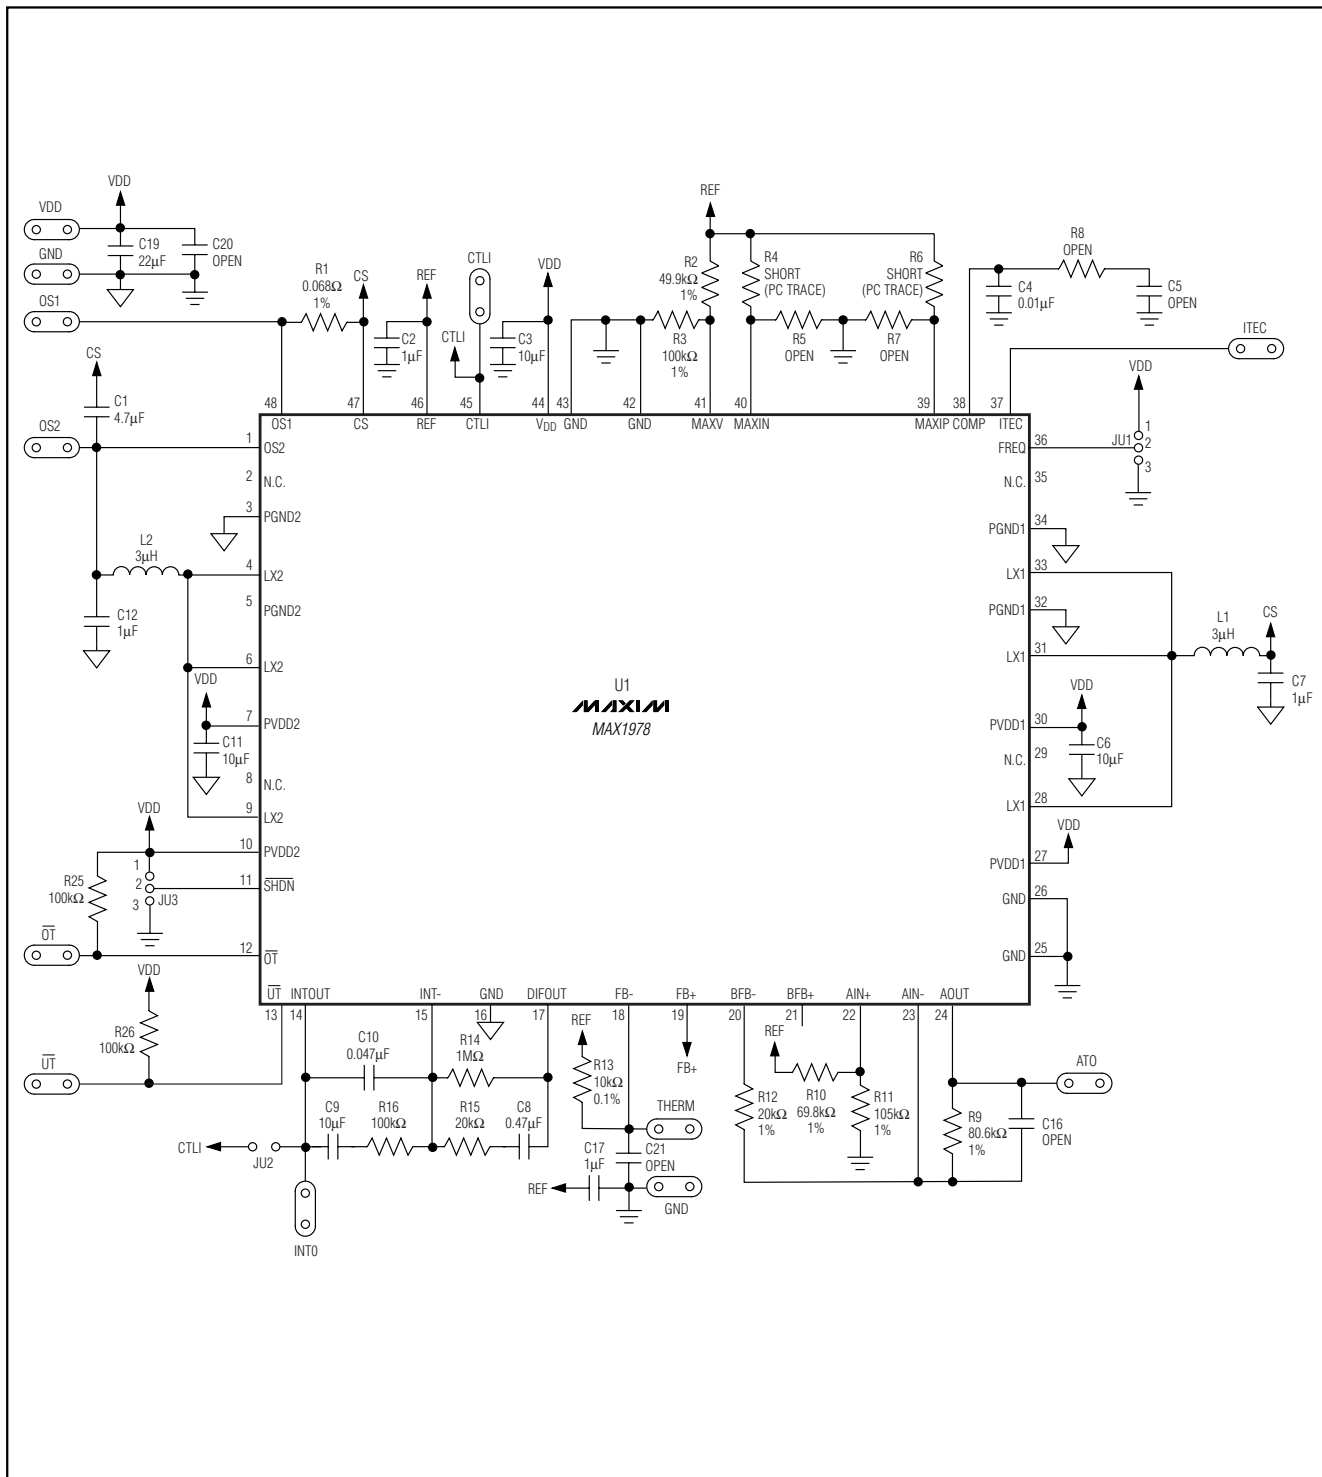 VDD
VDD
C19
22µF
C20
OPEN
GND
OS1
R1
0.068Ω
1%
CS
REF
C2
1µF
CTLI
CTLI
VDD
C3
10µF
REF
R2
49.9kΩ
1%
R4
SHORT
(PC TRACE)
R6
SHORT
(PC TRACE)
R3
100kΩ
1%
R5
OPEN
R7
OPEN
R8
OPEN
C4
0.01µF
C5
OPEN
ITEC
CS
C1
4.7µF
OS2
VDD
JU1
1
2
3
48
47
46
45
44
43
42
41
40
39
38
37
OS1
CS
REF
CTLI
VDD
GND
GND
MAXV
MAXIN
MAXIP
COMP
ITEC
1
OS2
2
N.C.
3
PGND2
4
LX2
5
PGND2
6
LX2
7
PVDD2
8
N.C.
9
LX2
10
PVDD2
11
SHDN
12
OT
L2
3µH
C12
1µF
VDD
C11
10µF
VDD
1
2
3
JU3
R25
100kΩ
OT
VDD
R26
100kΩ
UT
U1
MAXIM
MAX1978
FREQ
36
N.C.
35
PGND1
34
LX1
33
PGND1
32
LX1
31
PVDD1
30
N.C.
29
LX1
28
PVDD1
27
GND
26
GND
25
L1
3µH
CS
C7
1µF
VDD
C6
10µF
VDD
UT
INTOUT
INT-
GND
DIFOUT
FB-
FB+
BFB-
BFB+
AIN+
AIN-
AOUT
13
14
15
16
17
18
19
20
21
22
23
24
C10
0.047µF
R14
1MΩ
C9
10µF
R16
100kΩ
R15
20kΩ
C8
0.47µF
CTLI
JU2
INT0
REF
R13
10kΩ
0.1%
FB+
THERM
C17
1µF
C21
OPEN
REF
GND
REF
R12
20kΩ
1%
R10
69.8kΩ
1%
R11
105kΩ
1%
R9
80.6kΩ
1%
C16
OPEN
ATO